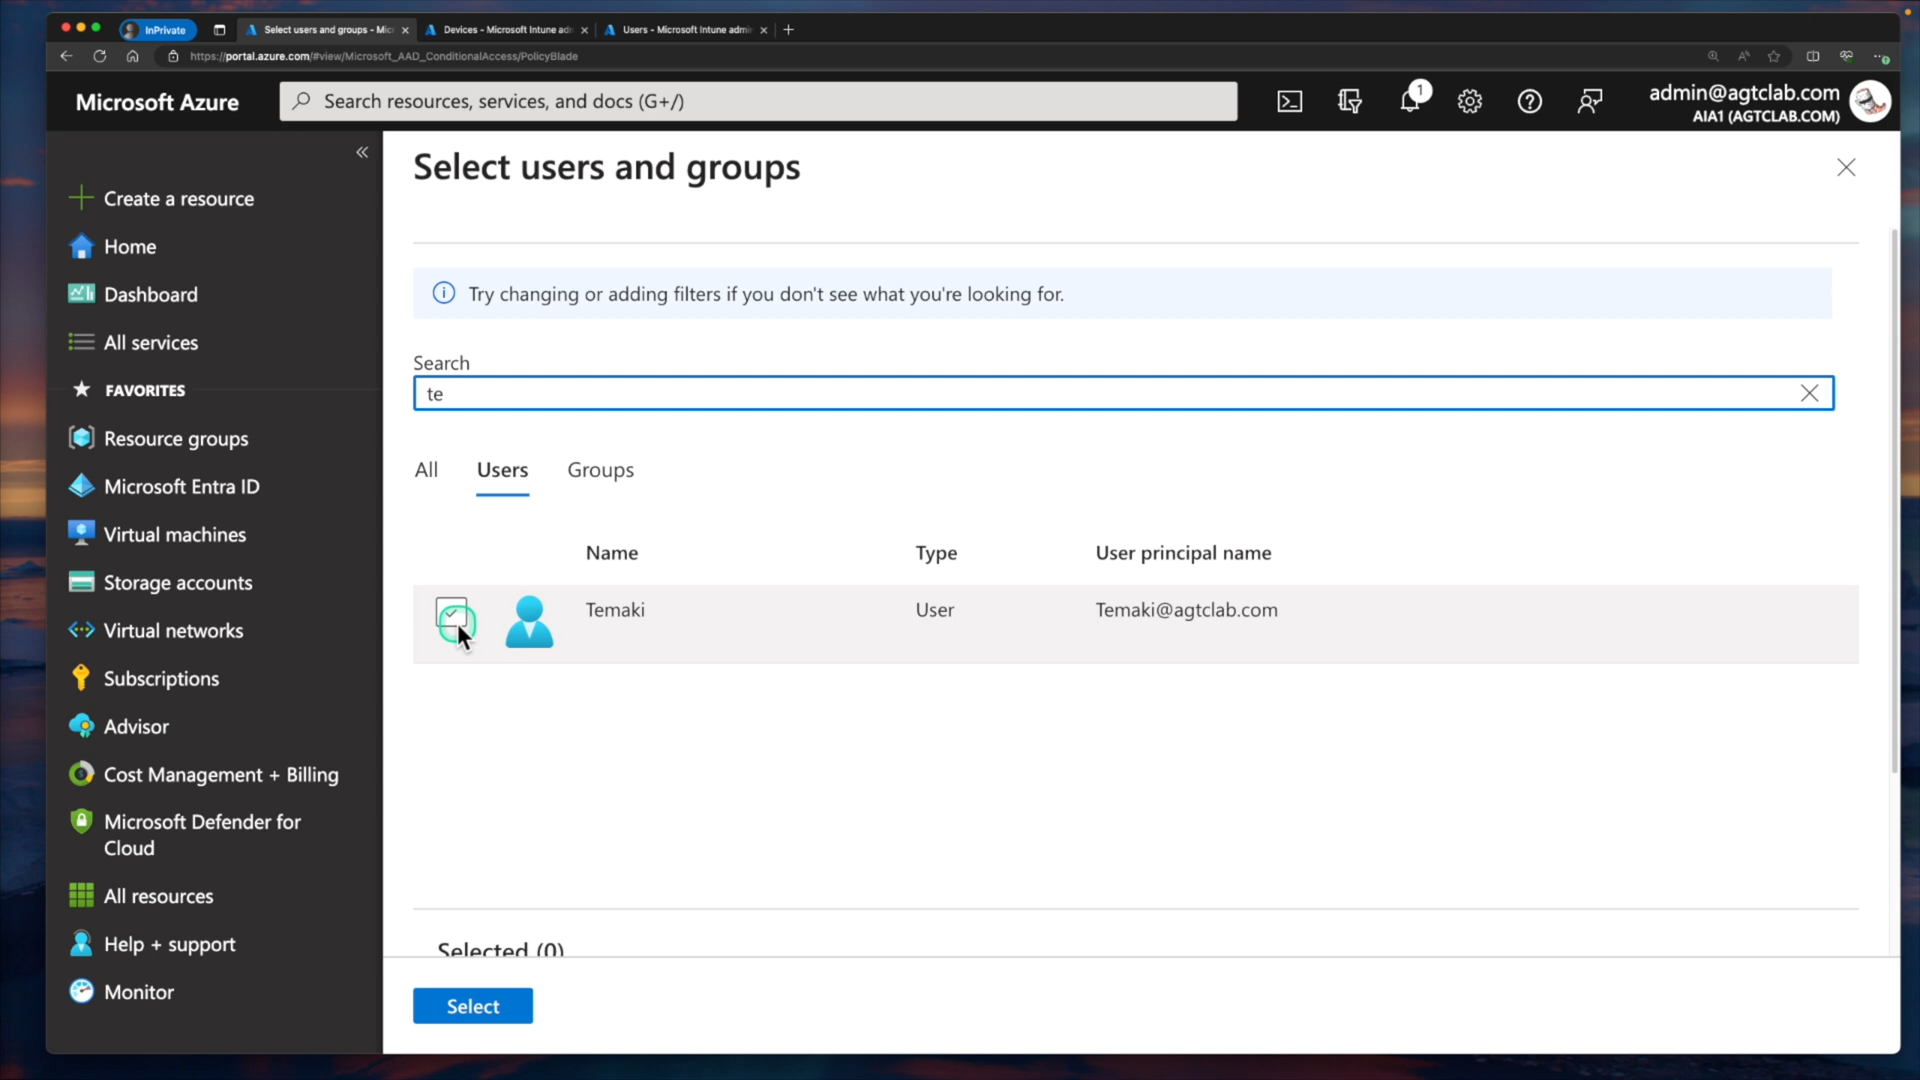 InPrivate
Select users and groups - Mic
Devices - Microsoft Intune adm
Users - Microsoft Intune admi
https://portal.azure.com/#view/Microsoft_AAD_ConditionalAccess/PolicyBlade
Microsoft Azure
Search resources, services, and docs (G+/)
1
admin@agtclab.com
AIA1 (AGTCLAB.COM)
Create a resource
Home
Dashboard
All services
FAVORITES
Resource groups
Microsoft Entra ID
Virtual machines
Storage accounts
Virtual networks
Subscriptions
Advisor
Cost Management + Billing
Microsoft Defender for
Cloud
All resources
Help + support
Monitor
Select users and groups
Try changing or adding filters if you don't see what you're looking for.
Search
te
All Users Groups
Name Type User principal name
Temaki User Temaki@agtclab.com
Selected (0)
Select